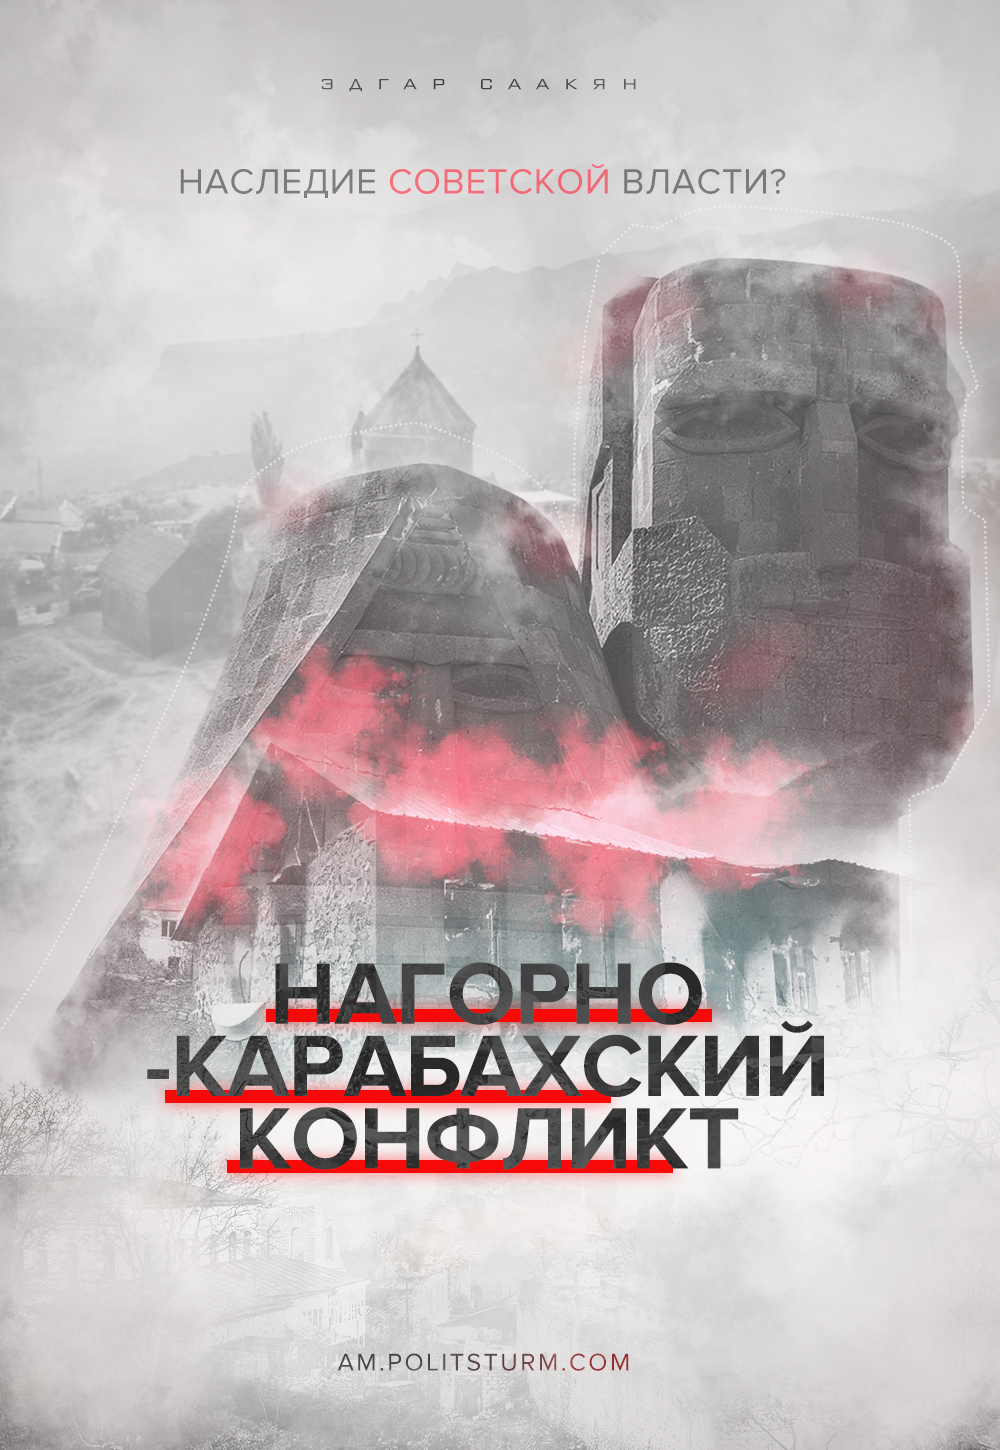 ЭДГАР СААКЯН
НАСЛЕДИЕ СОВЕТСКОЙ ВЛАСТИ?
НАГОРНО
-КАРАБАХСКИЙ
КОНФЛИКТ
AM.POLITSTURM.COM